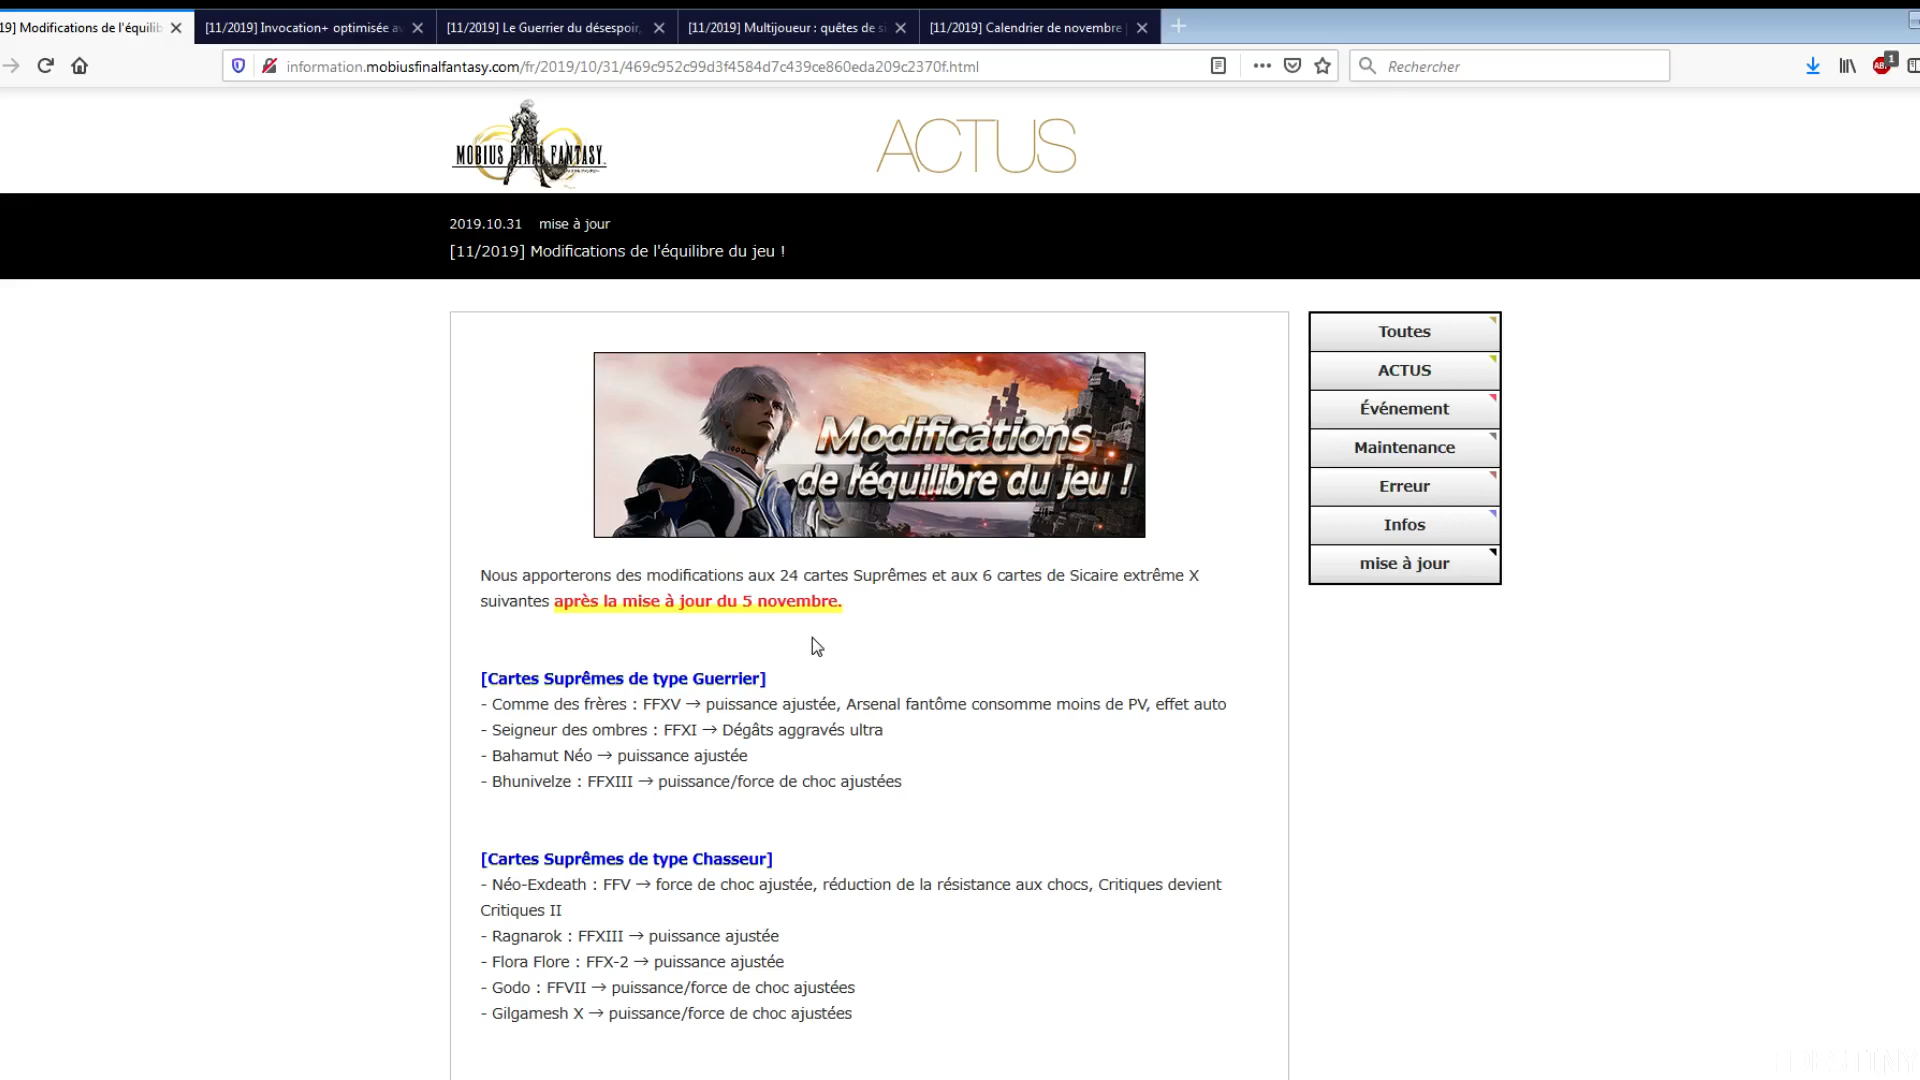 19] Modifications de l'équilib
[11/2019] Invocation+ optimisée av
[11/2019] Le Guerrier du désespoir,
[11/2019] Multijoueur : quêtes de si
[11/2019] Calendrier de novembre |
information.mobiusfinalfantasy.com/fr/2019/10/31/469c952c99d3f4584d7c439ce860eda209c2370f.html
Rechercher
ABP 1
MOBIUS FINAL FANTASY
ACTUS
2019.10.31 mise à jour
[11/2019] Modifications de l'équilibre du jeu !
Modifications
de l'équilibre du jeu !
Nous apporterons des modifications aux 24 cartes Suprêmes et aux 6 cartes de Sicaire extrême X
suivantes après la mise à jour du 5 novembre.
[Cartes Suprêmes de type Guerrier]
- Comme des frères : FFXV → puissance ajustée, Arsenal fantôme consomme moins de PV, effet auto
- Seigneur des ombres : FFXI → Dégâts aggravés ultra
- Bahamut Néo → puissance ajustée
- Bhunivelze : FFXIII → puissance/force de choc ajustées
[Cartes Suprêmes de type Chasseur]
- Néo-Exdeath : FFV → force de choc ajustée, réduction de la résistance aux chocs, Critiques devient
Critiques II
- Ragnarok : FFXIII → puissance ajustée
- Flora Flore : FFX-2 → puissance ajustée
- Godo : FFVII → puissance/force de choc ajustées
- Gilgamesh X → puissance/force de choc ajustées
Toutes
ACTUS
Événement
Maintenance
Erreur
Infos
mise à jour